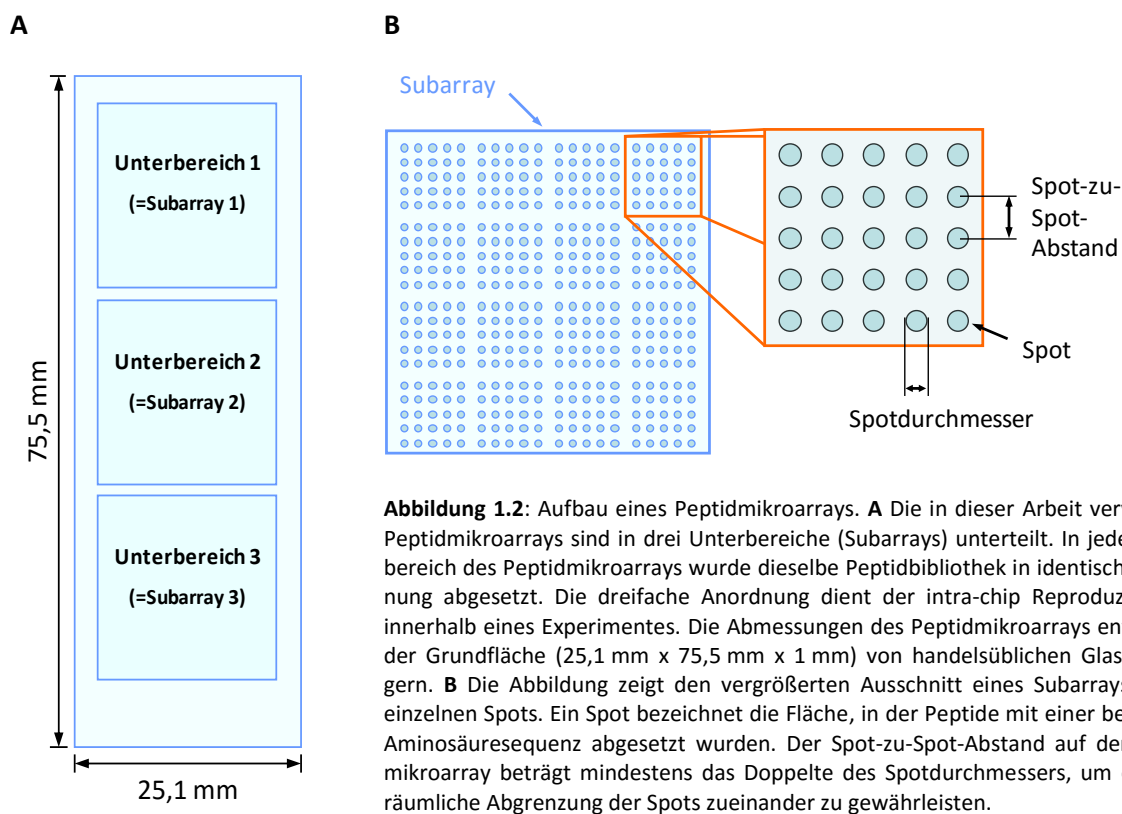 A
75,5 mm
Unterbereich 1
(=Subarray 1)
Unterbereich 2
(=Subarray 2)
Unterbereich 3
(=Subarray 3)
25,1 mm
B
Subarray
Spot-zu-
Spot-
Abstand
Spot
Spotdurchmesser
Abbildung 1.2: Aufbau eines Peptidmikroarrays. A Die in dieser Arbeit ver
Peptidmikroarrays sind in drei Unterbereiche (Subarrays) unterteilt. In jede
bereich des Peptidmikroarrays wurde dieselbe Peptidbibliothek in identisch
nung abgesetzt. Die dreifache Anordnung dient der intra-chip Reproduz
innerhalb eines Experimentes. Die Abmessungen des Peptidmikroarrays en
der Grundfläche (25,1 mm x 75,5 mm x 1 mm) von handelsüblichen Glas
gern. B Die Abbildung zeigt den vergrößerten Ausschnitt eines Subarrays
einzelnen Spots. Ein Spot bezeichnet die Fläche, in der Peptide mit einer be
Aminosäuresequenz abgesetzt wurden. Der Spot-zu-Spot-Abstand auf de
mikroarray beträgt mindestens das Doppelte des Spotdurchmessers, um
räumliche Abgrenzung der Spots zueinander zu gewährleisten.